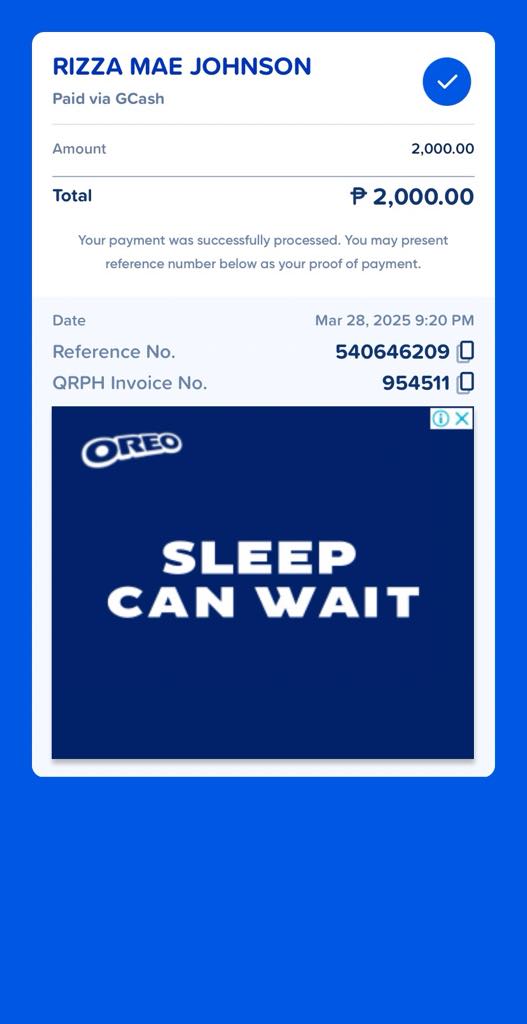 RIZZA MAE JOHNSON
Paid via GCash
Amount 2,000.00
Total ₱ 2,000.00
Your payment was successfully processed. You may present
reference number below as your proof of payment.
Date Mar 28, 2025 9:20 PM
Reference No. 540646209
QRPH Invoice No. 954511
OREO
SLEEP
CAN WAIT